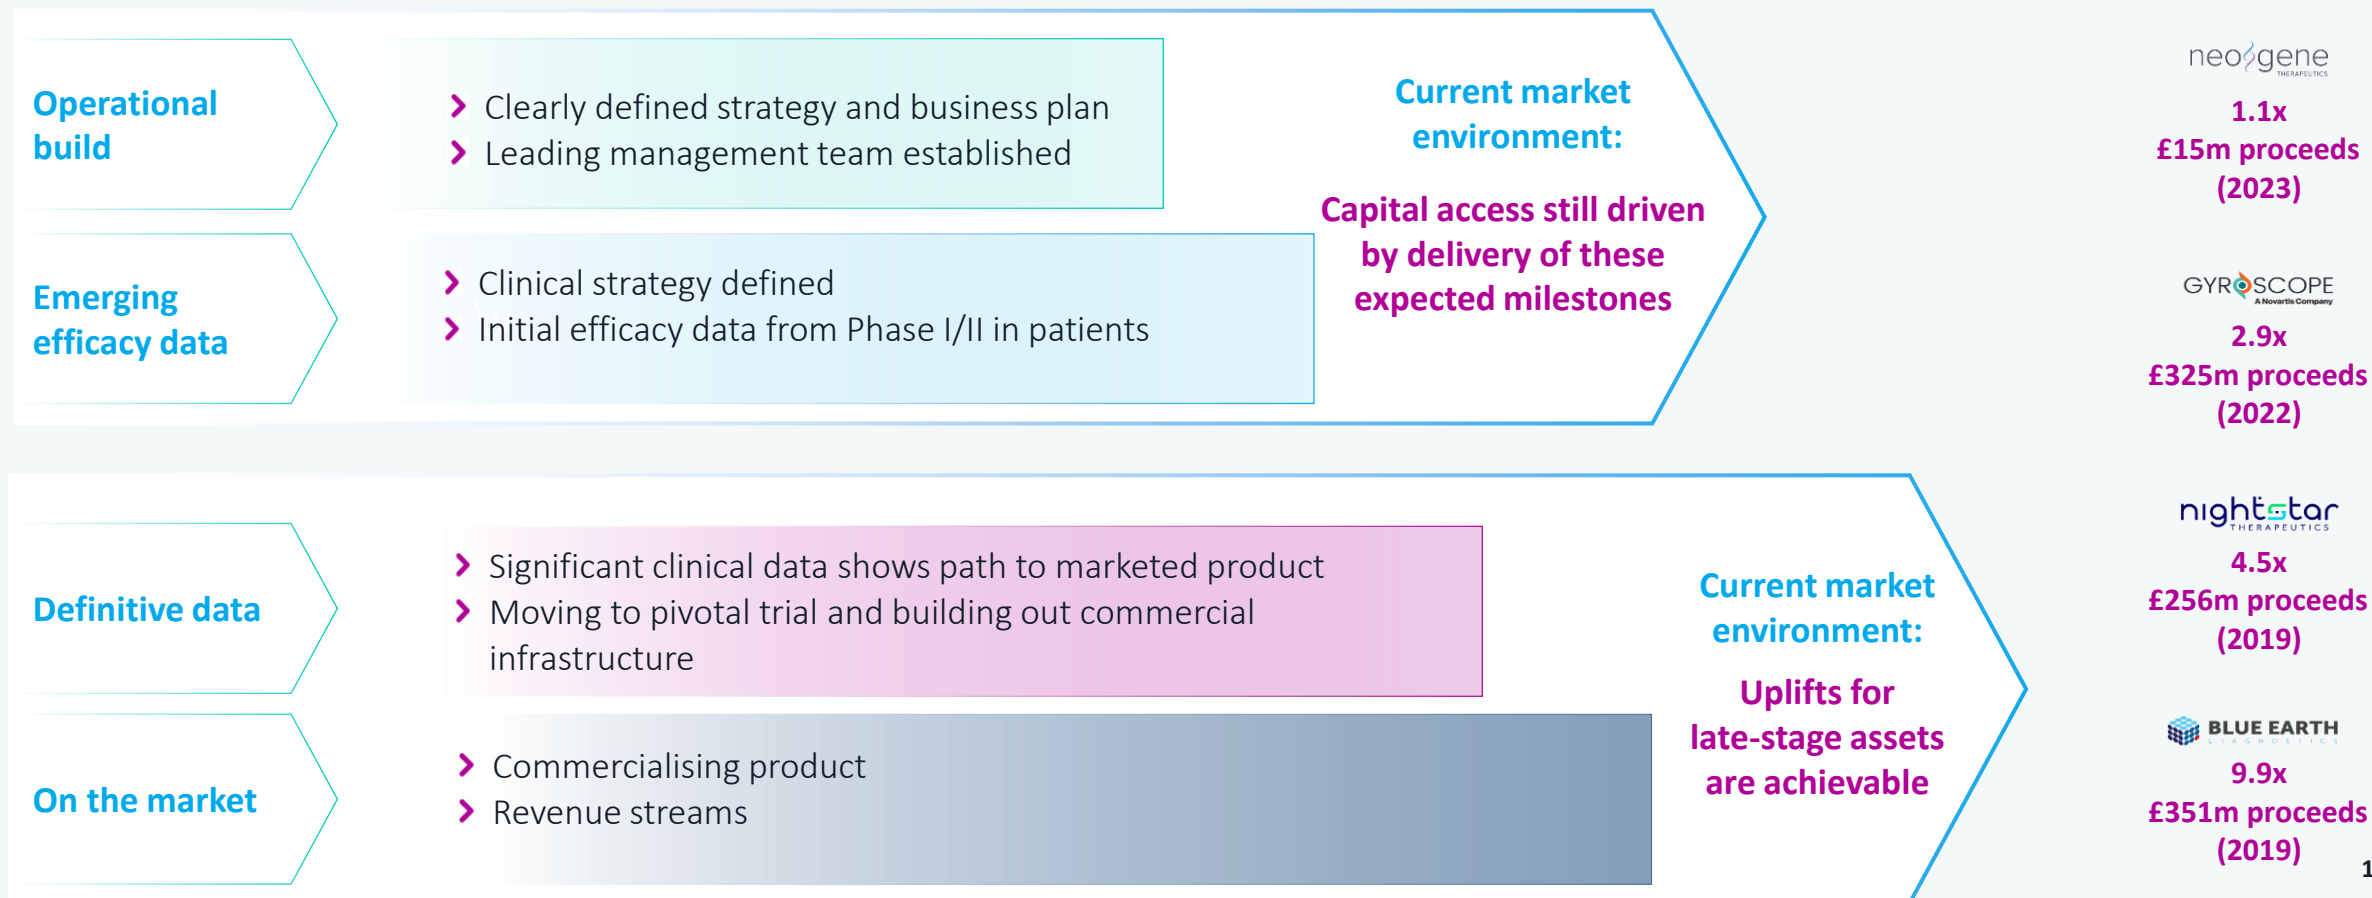 Operational
build
Clearly defined strategy and business plan
Leading management team established
Emerging
efficacy data
Clinical strategy defined
Initial efficacy data from Phase I/II in patients
Current market
environment:
Capital access still driven
by delivery of these
expected milestones
neogene
THERAPEUTICS
1.1x
£15m proceeds
(2023)
GYROSCOPE
A Novartis Company
2.9x
£325m proceeds
(2022)
Definitive data
Significant clinical data shows path to marketed product
Moving to pivotal trial and building out commercial
infrastructure
On the market
Commercialising product
Revenue streams
Current market
environment:
Uplifts for
late-stage assets
are achievable
nightstar
THERAPEUTICS
4.5x
£256m proceeds
(2019)
BLUE EARTH
DIAGNOSTICS
9.9x
£351m proceeds
(2019)
1